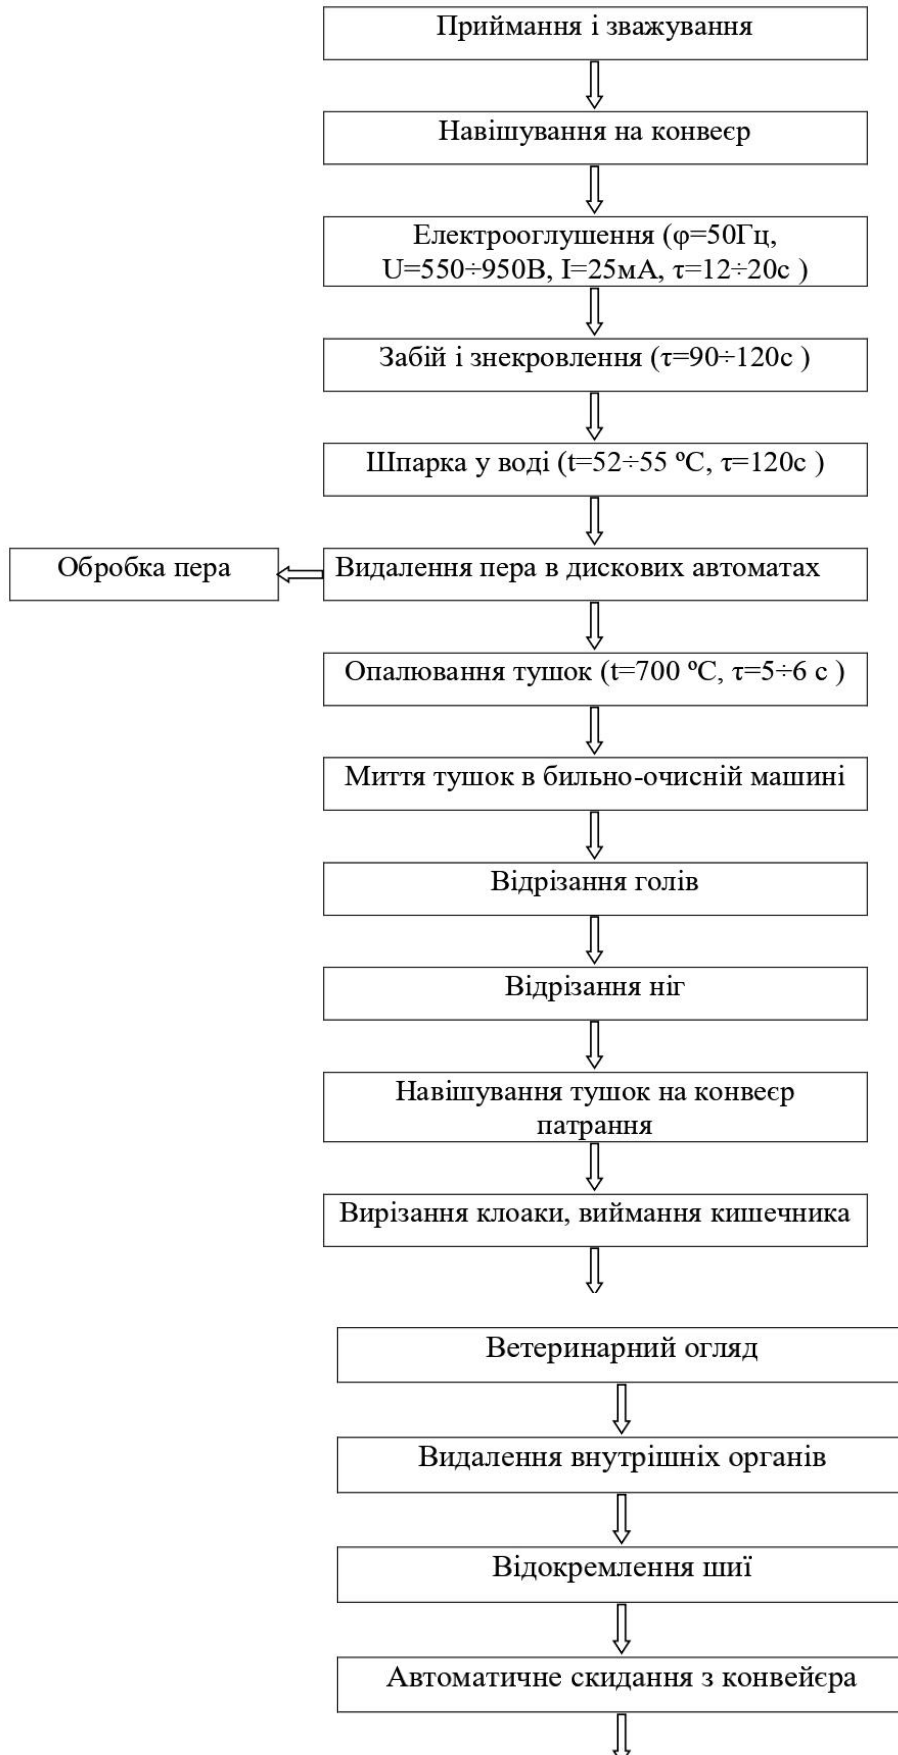 Приймання і зважування
Навішування на конвеєр
Електрооглушення (φ=50Гц,
U=550÷950В, I=25мА, τ=12÷20с )
Забій і знекровлення (τ=90÷120с )
Шпарка у воді (t=52÷55 ºС, τ=120с )
Обробка пера
Видалення пера в дискових автоматах
Опалювання тушок (t=700 ºС, τ=5÷6 с )
Миття тушок в бильно-очисній машині
Відрізання голів
Відрізання ніг
Навішування тушок на конвеєр
патрання
Вирізання клоаки, виймання кишечника
Ветеринарний огляд
Видалення внутрішніх органів
Відокремлення шиї
Автоматичне скидання з конвейєра